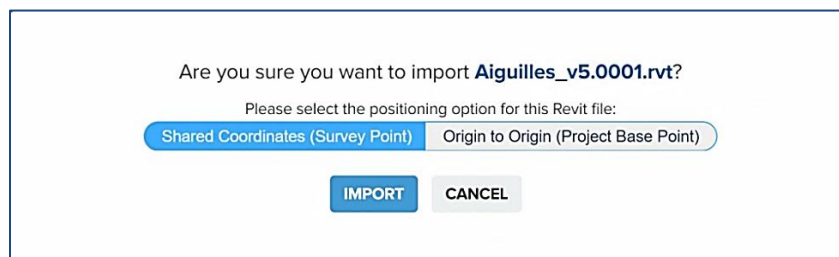 Are you sure you want to import Aiguilles_v5.0001.rvt?
Please select the positioning option for this Revit file:
Shared Coordinates (Survey Point) Origin to Origin (Project Base Point)
IMPORT CANCEL